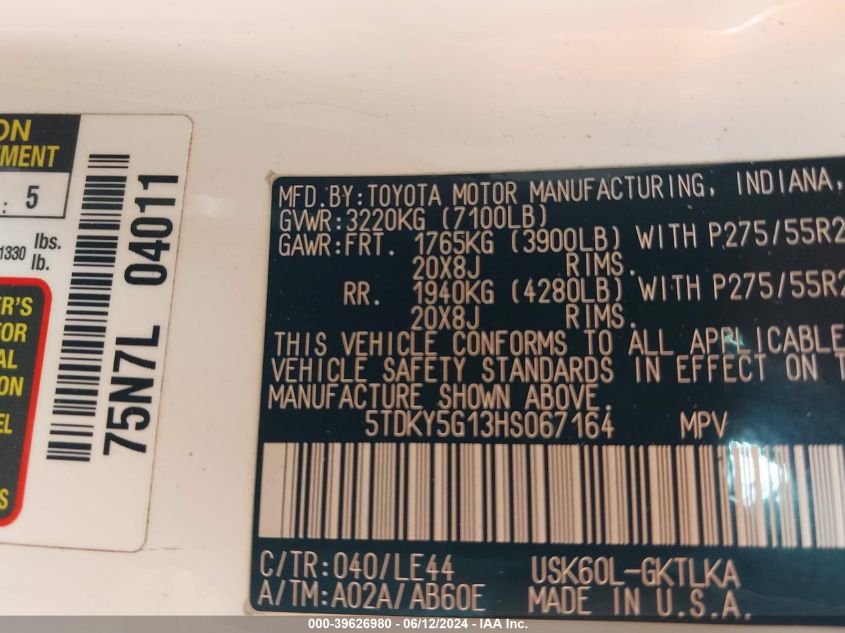 ON
TMENT
: 5
1330 lbs.
lb.
ER'S
TOR
AL
ION
EL
S
75N7L 04011
MFD.BY:TOYOTA MOTOR MANUFACTURING, INDIANA,
GVWR:3220KG (7100LB)
GAWR:FRT. 1765KG (3900LB) WITH P275/55R2
20X8J RIMS.
RR. 1940KG (4280LB) WITH P275/55R2
20X8J RIMS.
THIS VEHICLE CONFORMS TO ALL APPLICABLE
VEHICLE SAFETY STANDARDS IN EFFECT ON T
MANUFACTURE SHOWN ABOVE.
5TDKY5G13HS067164 MPV
C/TR:040/LE44 USK60L-GKTLKA
A/TM:A02A/AB60E MADE IN U.S.A.
000-39626980 - 06/12/2024 - IAA Holdings, Inc.